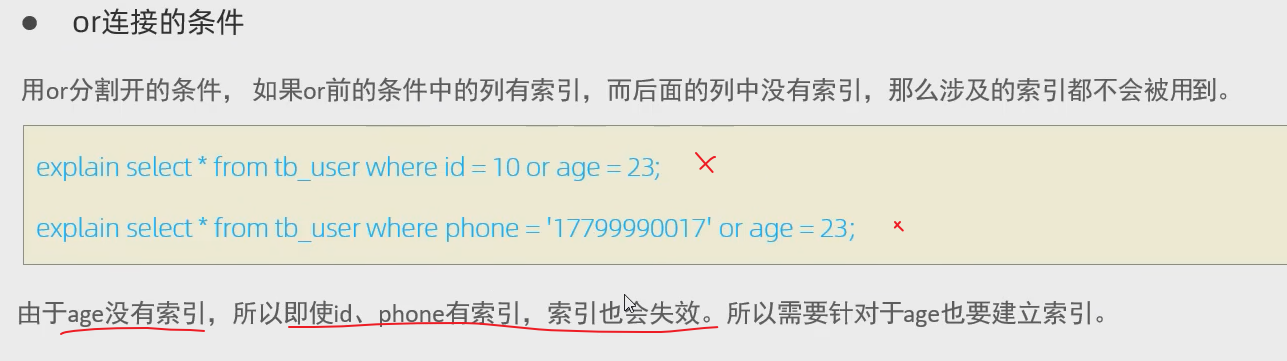 ● or连接的条件
用or分割开的条件， 如果or前的条件中的列有索引，而后面的列中没有索引，那么涉及的索引都不会被用到。
explain select * from tb_user where id = 10 or age = 23;
explain select * from tb_user where phone = '17799990017' or age = 23;
由于age没有索引，所以即使id、phone有索引，索引也会失效。所以需要针对于age也要建立索引。